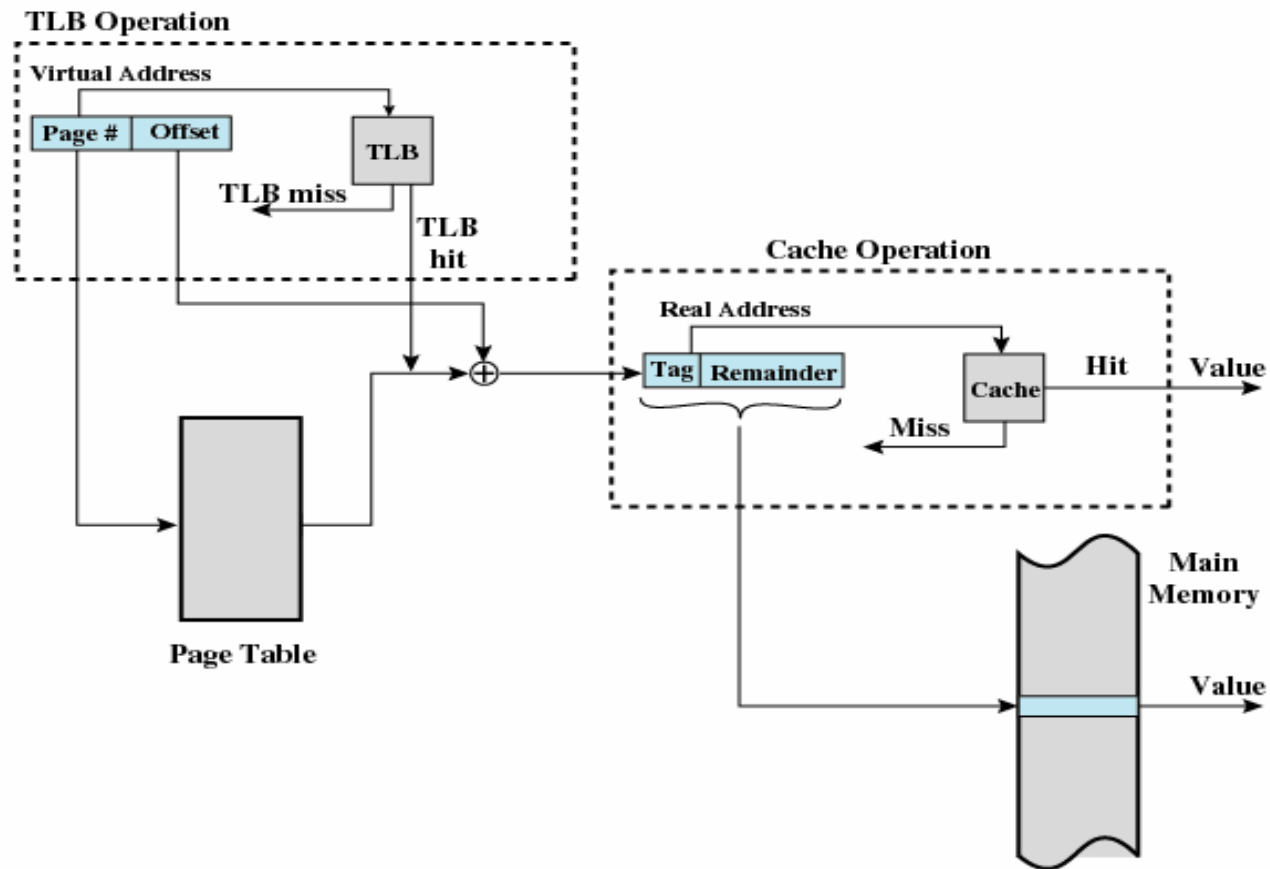 TLB Operation
Virtual Address
Page #
Offset
TLB
TLB miss
TLB
hit
Cache Operation
Real Address
Tag
Remainder
Cache
Hit
Value
Miss
Page Table
Main
Memory
Value